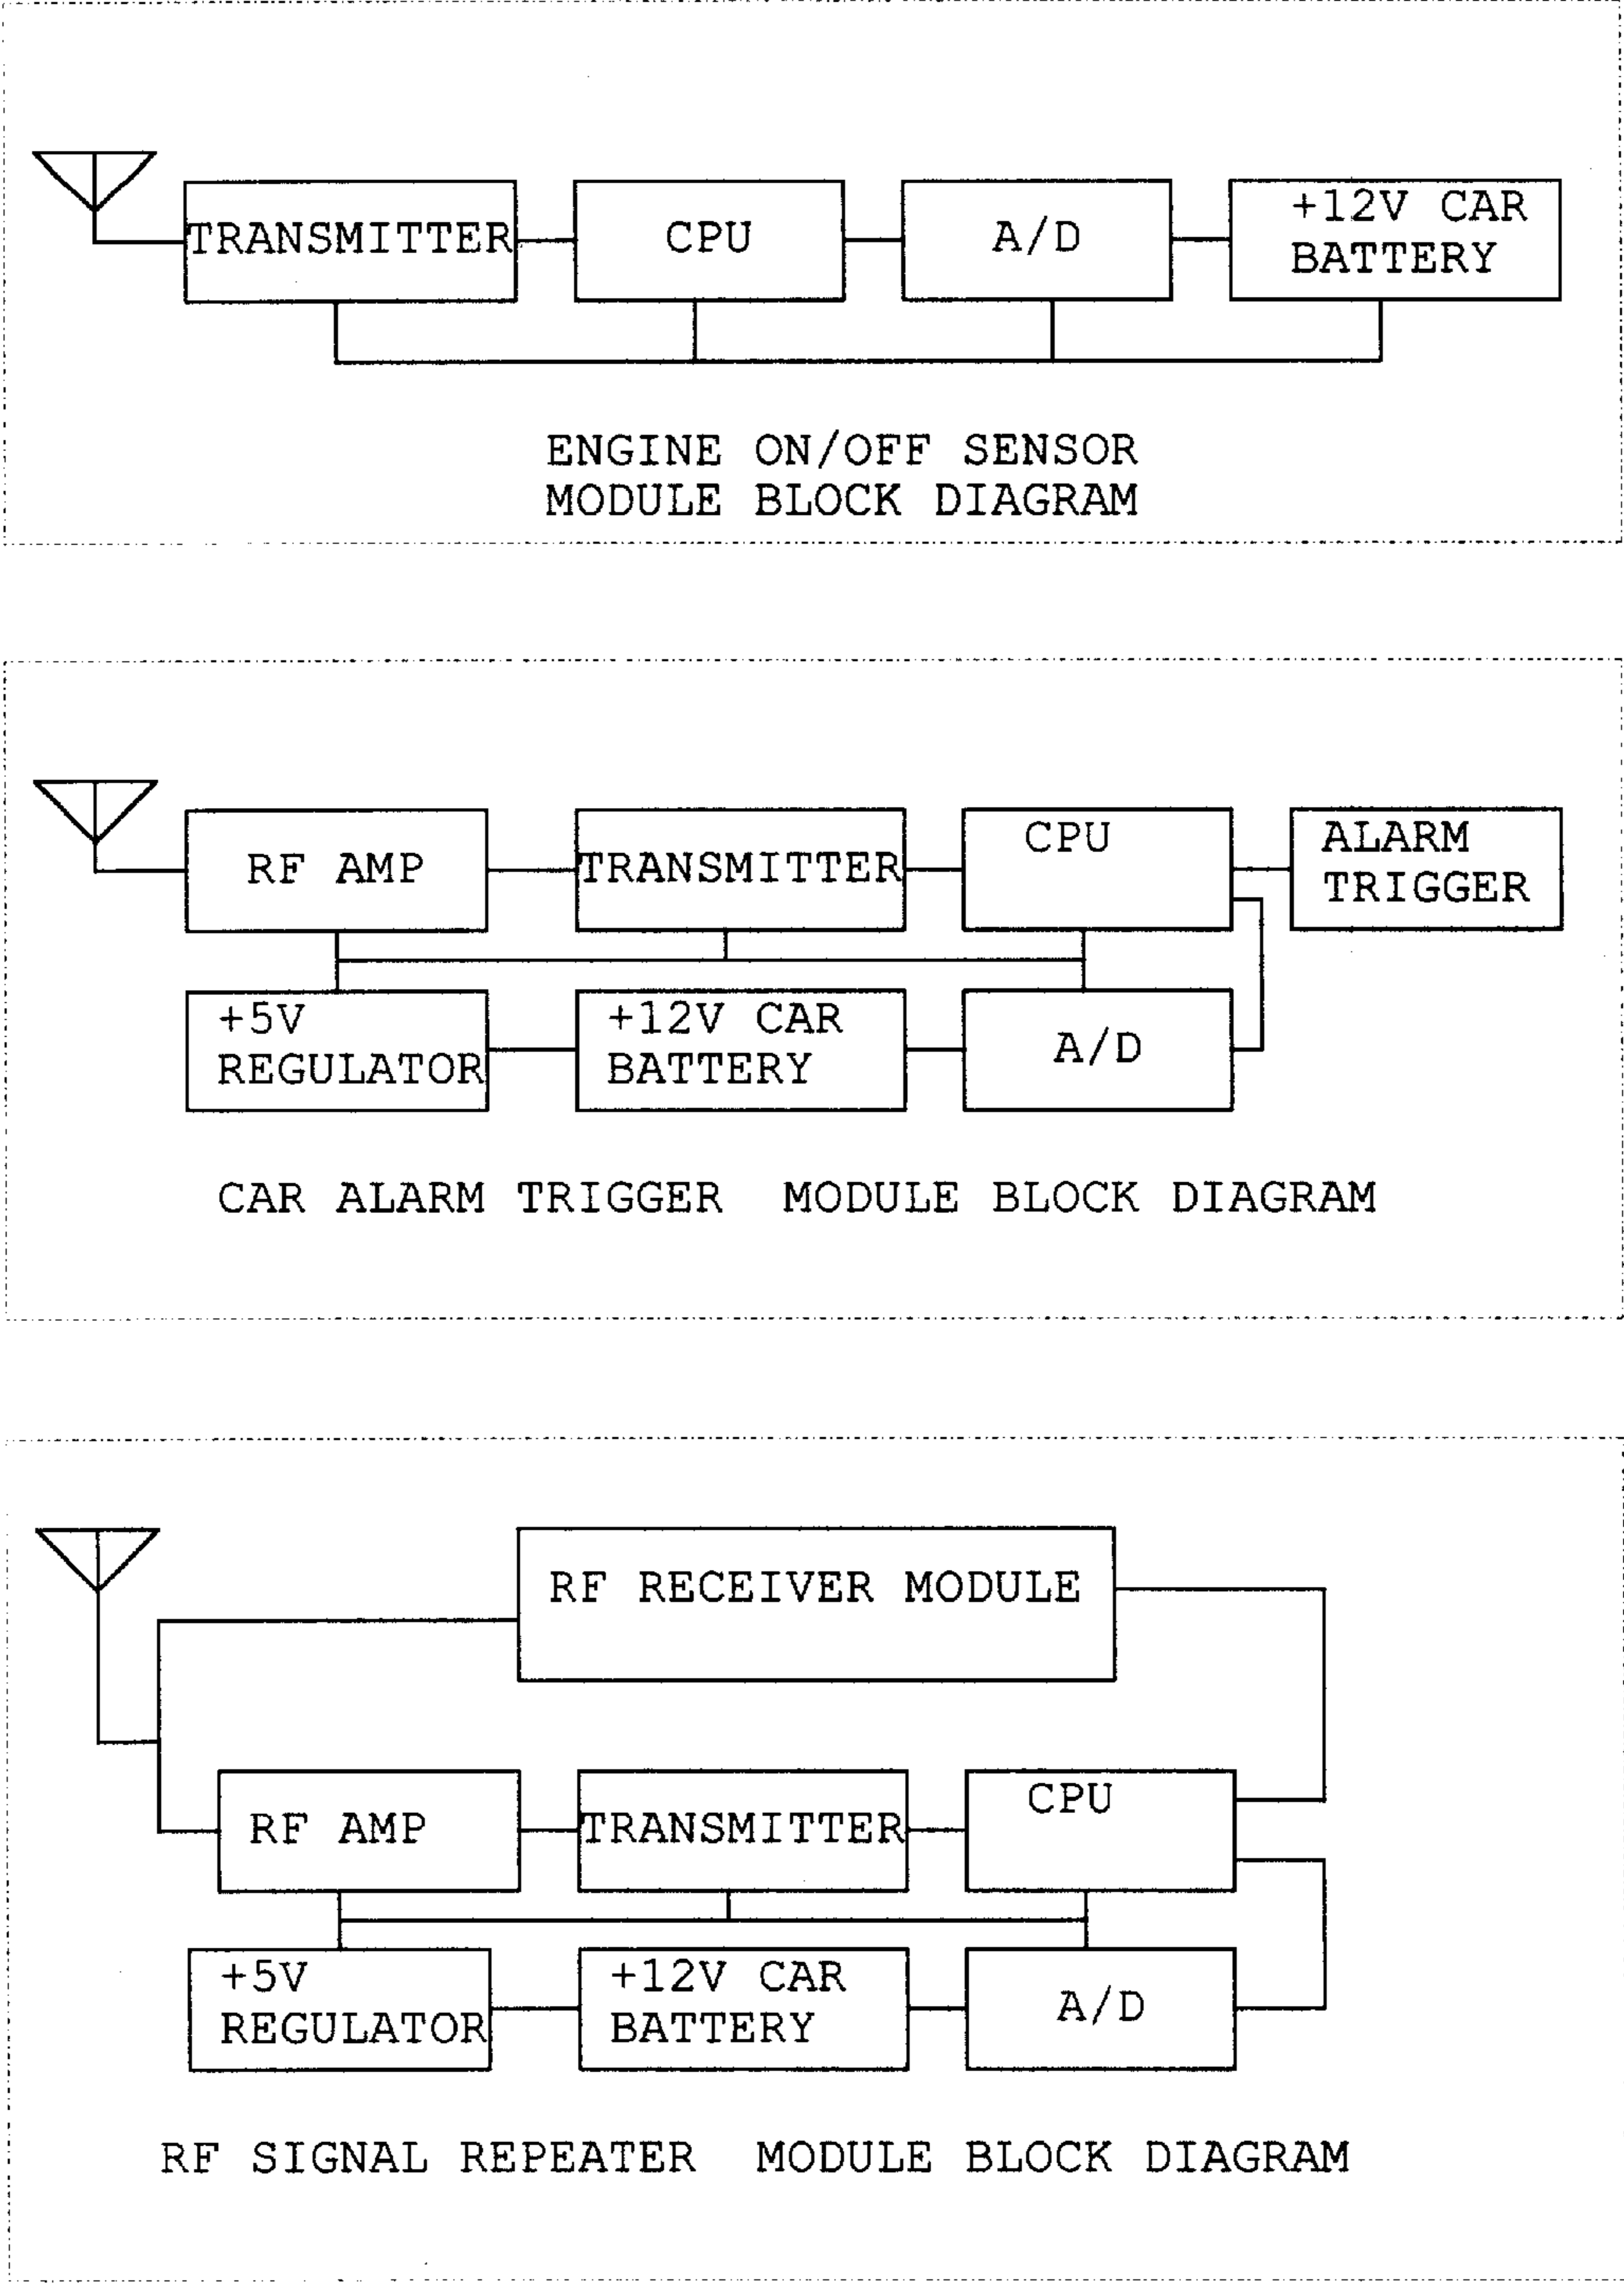 TRANSMITTER
CPU
A/D
+12V CAR
BATTERY
ENGINE ON/OFF SENSOR
MODULE BLOCK DIAGRAM
RF AMP
TRANSMITTER
CPU
ALARM
TRIGGER
+5V
REGULATOR
+12V CAR
BATTERY
A/D
CAR ALARM TRIGGER MODULE BLOCK DIAGRAM
RF RECEIVER MODULE
RF AMP
TRANSMITTER
CPU
+5V
REGULATOR
+12V CAR
BATTERY
A/D
RF SIGNAL REPEATER MODULE BLOCK DIAGRAM